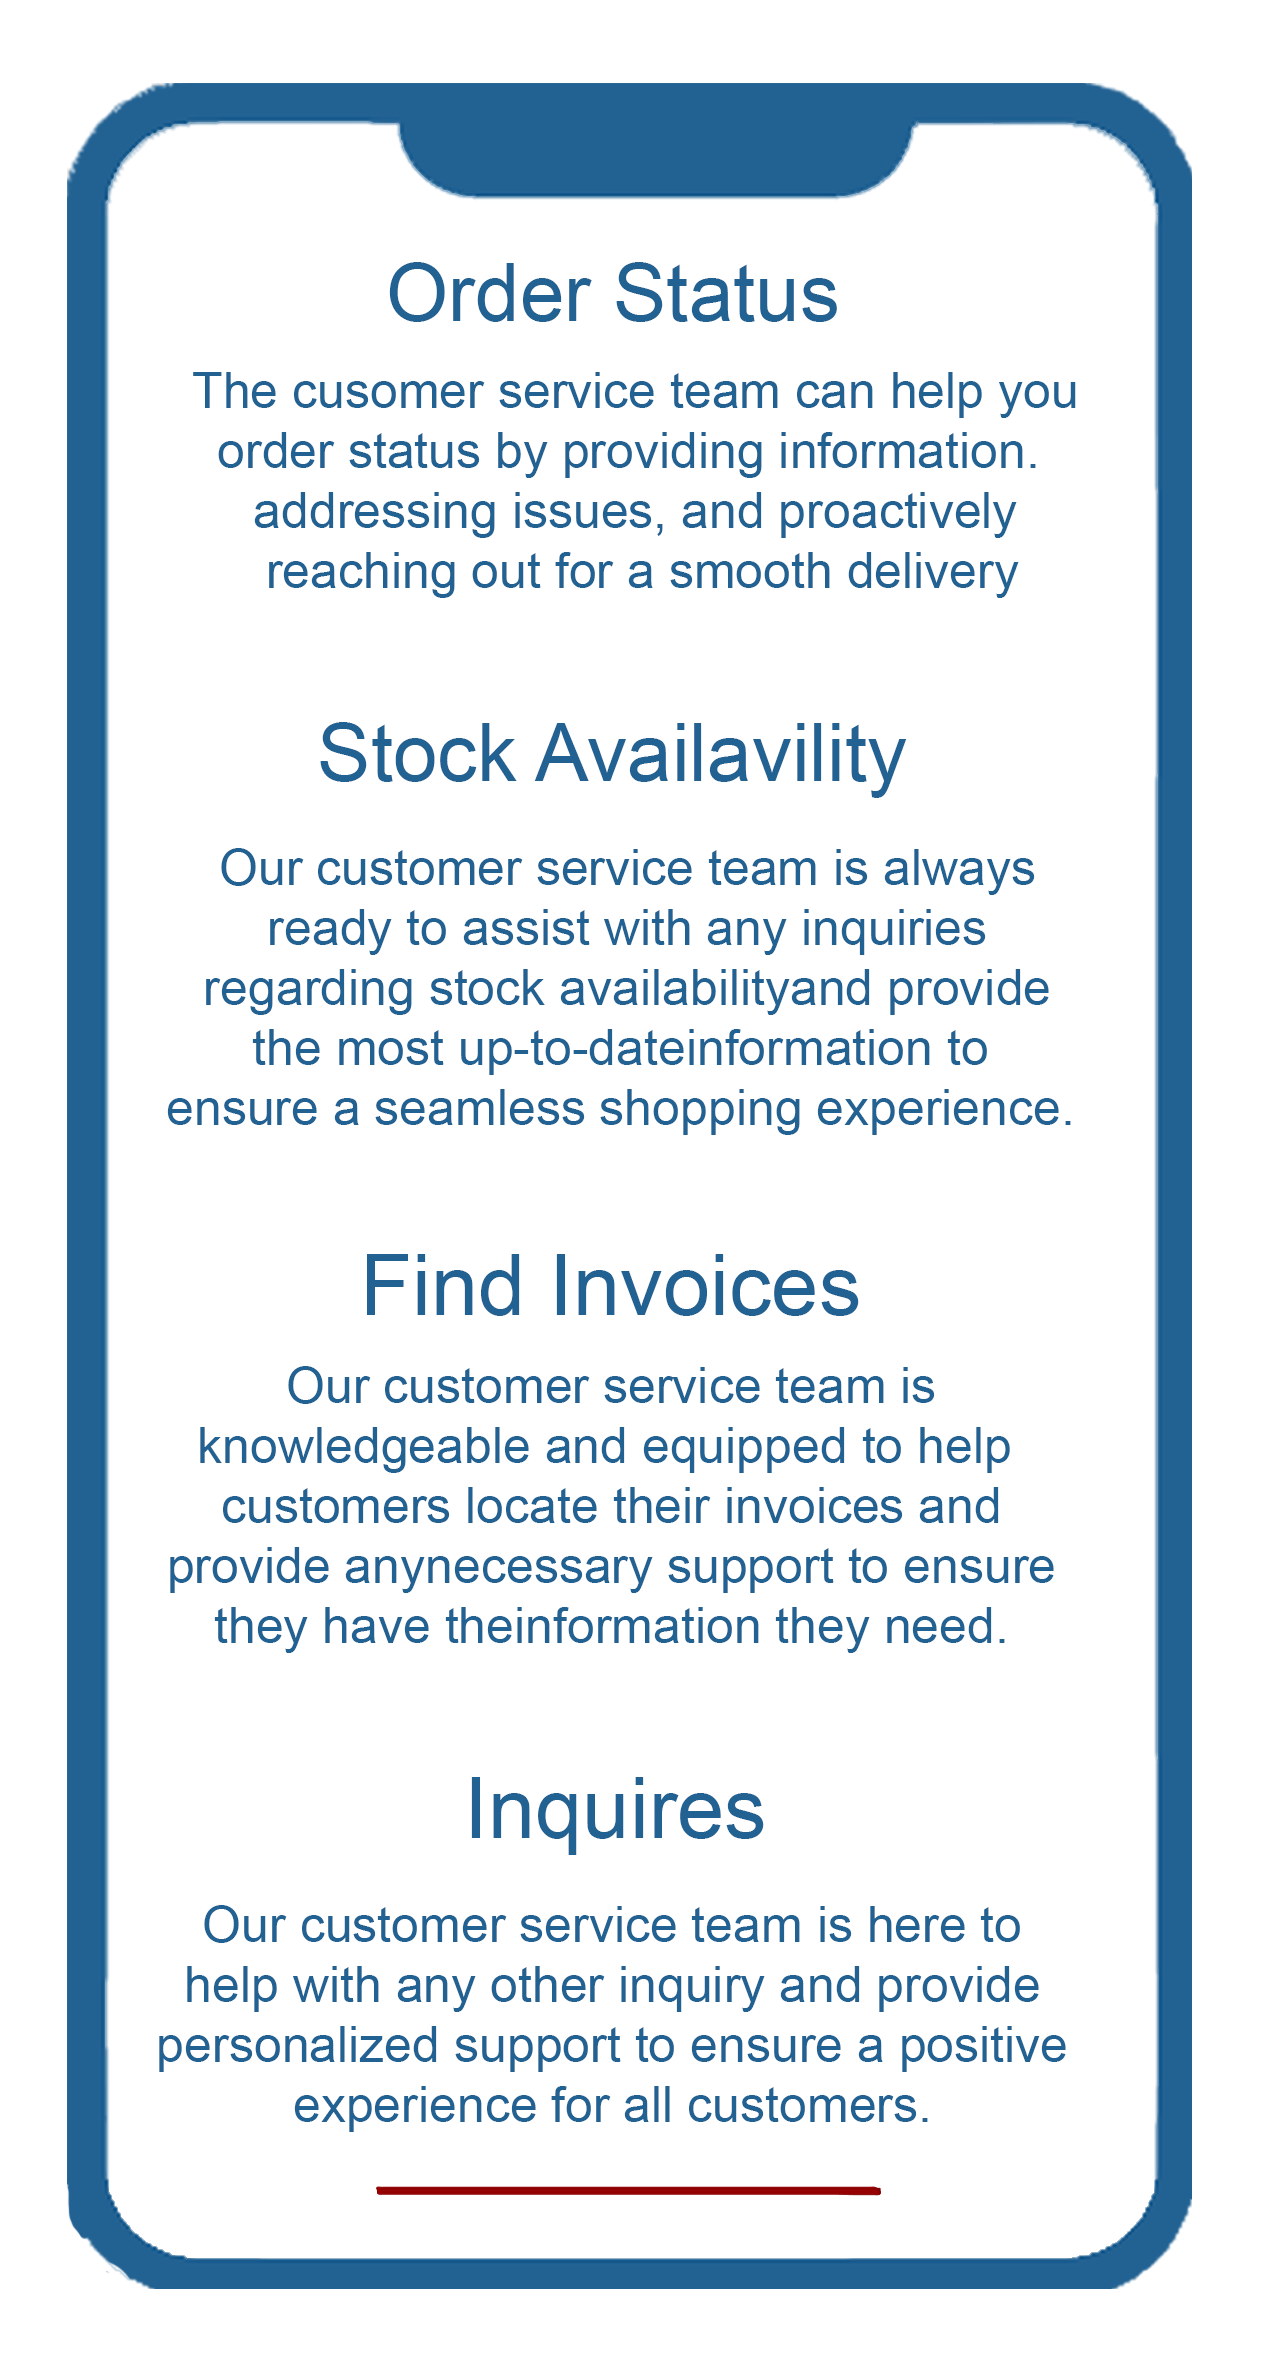 Order Status
The cusomer service team can help you
order status by providing information.
addressing issues, and proactively
reaching out for a smooth delivery
Stock Availavility
Our customer service team is always
ready to assist with any inquiries
regarding stock availabilityand provide
the most up-to-dateinformation to
ensure a seamless shopping experience.
Find Invoices
Our customer service team is
knowledgeable and equipped to help
customers locate their invoices and
provide anynecessary support to ensure
they have theinformation they need.
Inquires
Our customer service team is here to
help with any other inquiry and provide
personalized support to ensure a positive
experience for all customers.